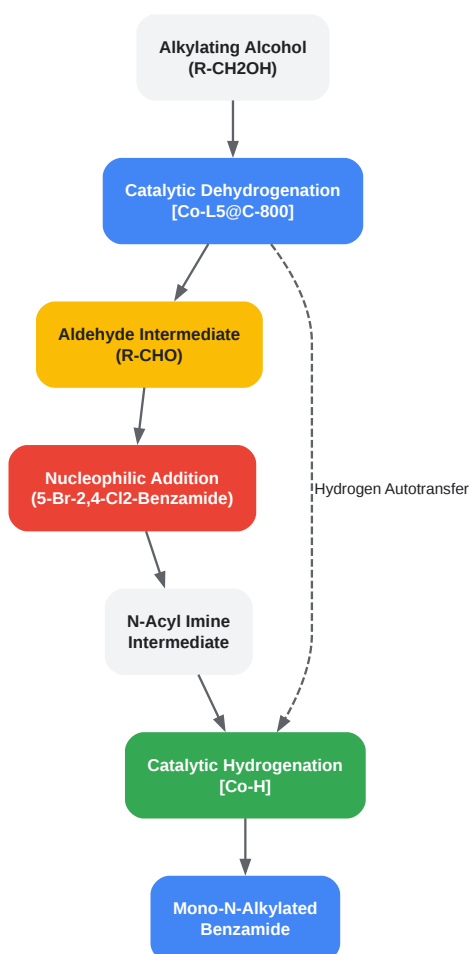 Alkylating Alcohol
(R-CH2OH)
Catalytic Dehydrogenation
[Co-L5@C-800]
Aldehyde Intermediate
(R-CHO)
Nucleophilic Addition
(5-Br-2,4-Cl2-Benzamide)
Hydrogen Autotransfer
N-Acyl Imine
Intermediate
Catalytic Hydrogenation
[Co-H]
Mono-N-Alkylated
Benzamide